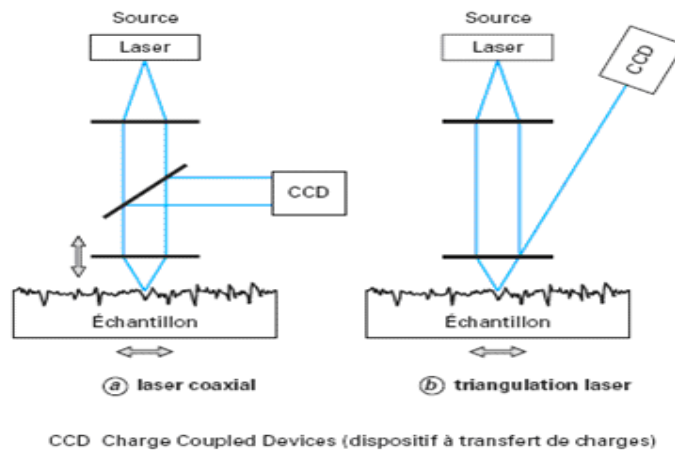 Source
Laser
CCD
Échantillon
ⓐ laser coaxial
Source
Laser
CCD
Échantillon
ⓑ triangulation laser
CCD Charge Coupled Devices (dispositif à transfert de charges)